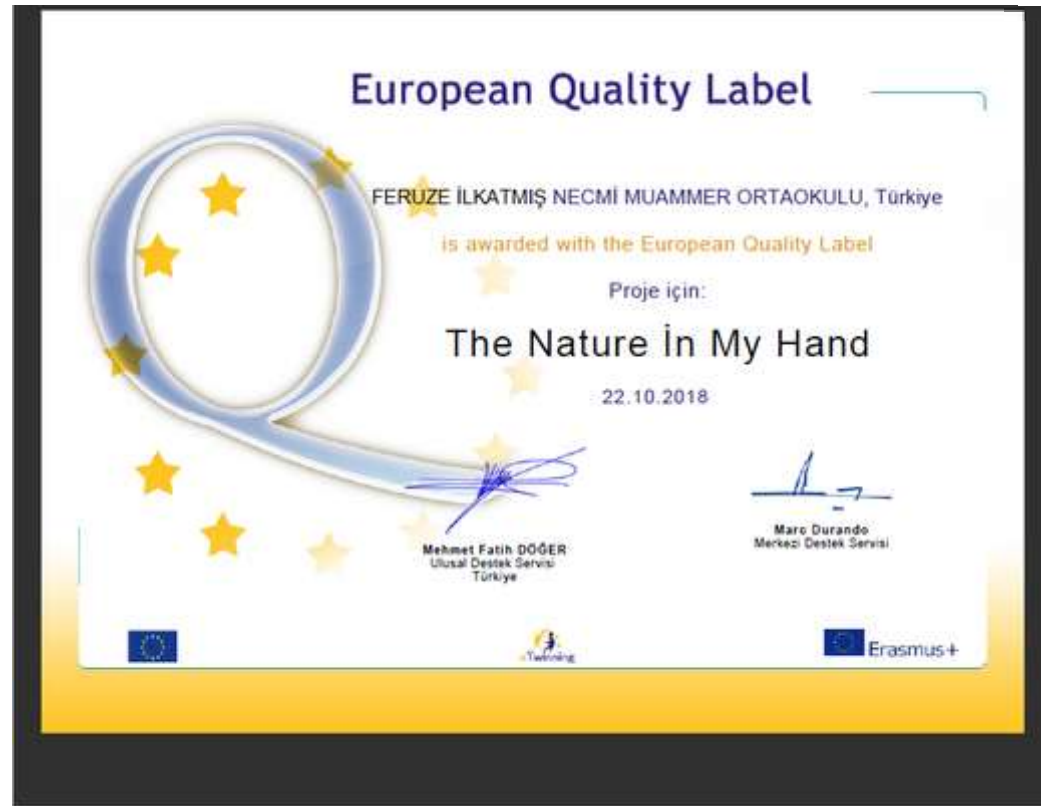 European Quality Label
FERUZE İLKATMIŞ NECMİ MUAMMER ORTAOKULU, Türkiye
is awarded with the European Quality Label
Proje için:
The Nature İn My Hand
22.10.2018
Mehmet Fatih DÖĞER
Ulusal Destek Servisi
Türkiye
Marc Durando
Merkezi Destek Servisi
eTwinning
Erasmus+